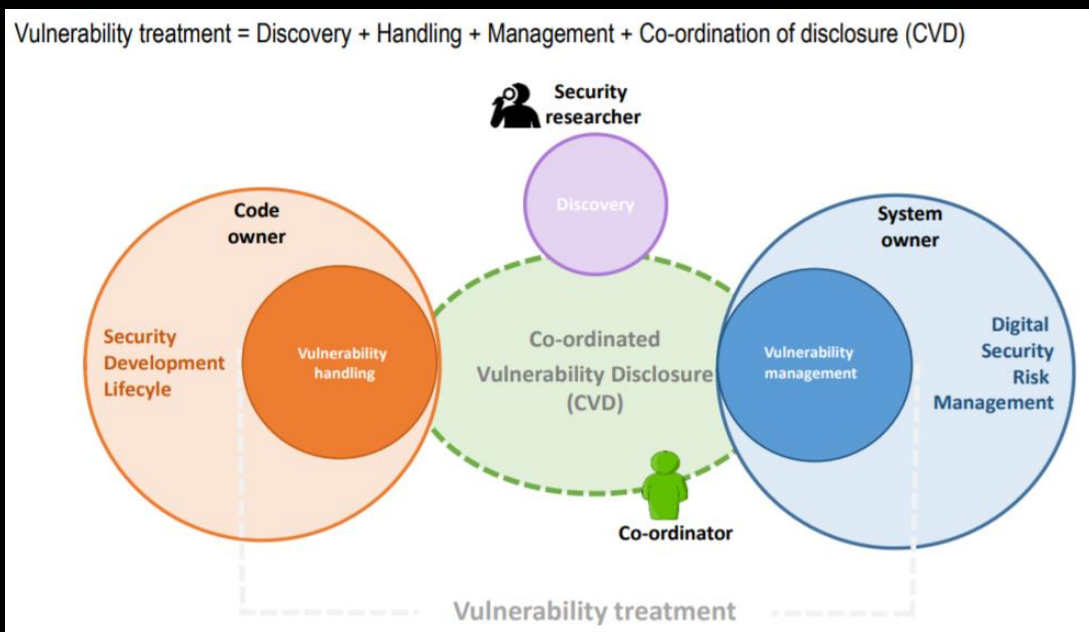 Vulnerability treatment = Discovery + Handling + Management + Co-ordination of disclosure (CVD)
Security
researcher
Discovery
Code
owner
System
owner
Security
Development
Lifecyle
Vulnerability
handling
Co-ordinated
Vulnerability Disclosure
(CVD)
Vulnerability
management
Digital
Security
Risk
Management
Co-ordinator
Vulnerability treatment